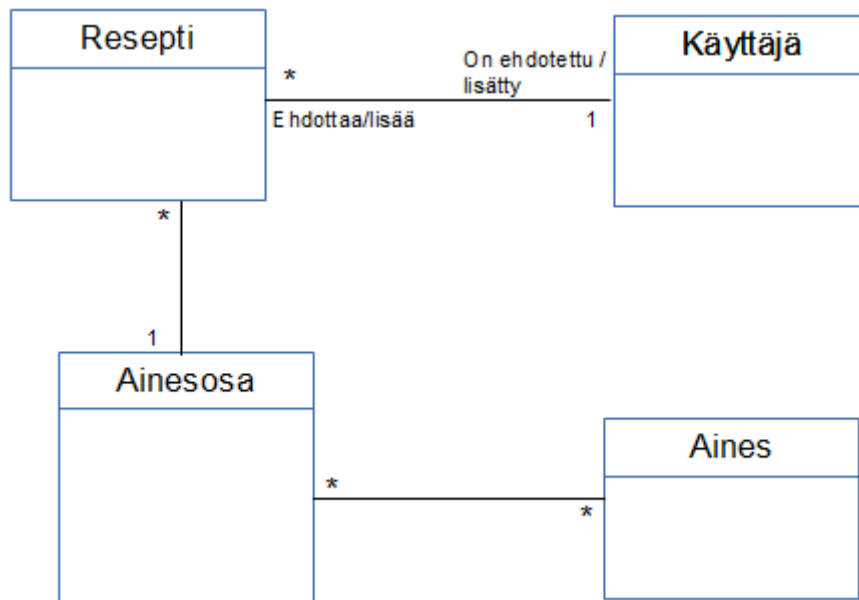 Resepti
Käyttäjä
*
On ehdotettu /
lisätty
Ehdottaa/lisää
1
*
1
Ainesosa
Aines
*
*